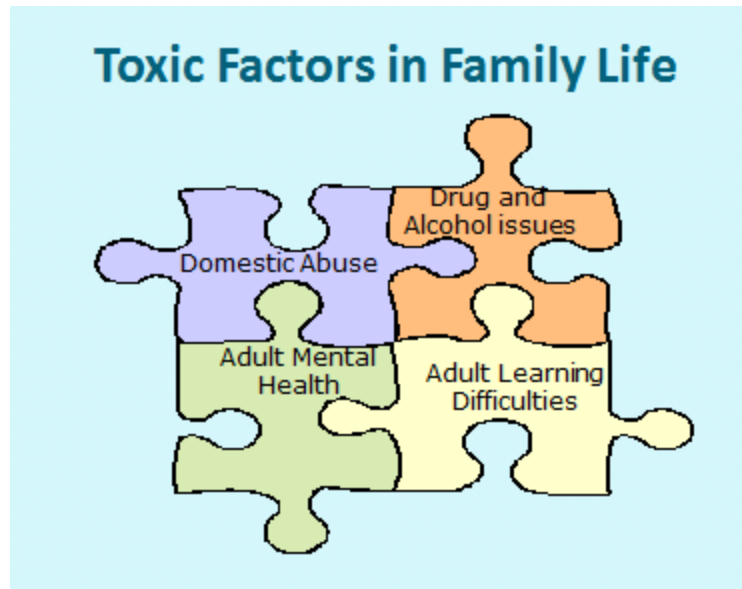 Toxic Factors in Family Life
Drug and
Alcohol issues
Domestic Abuse
Adult Mental
Health
Adult Learning
Difficulties